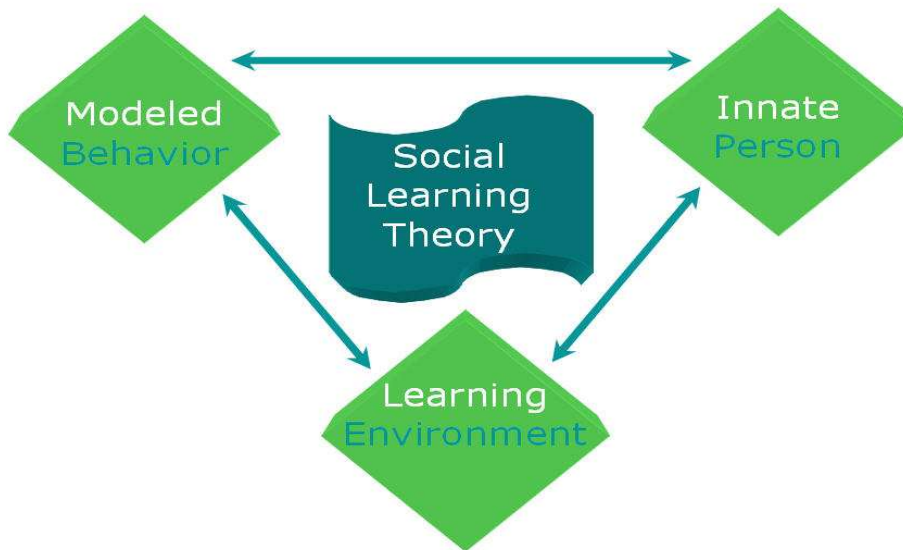 Modeled
Behavior
Innate
Person
Social
Learning
Theory
Learning
Environment